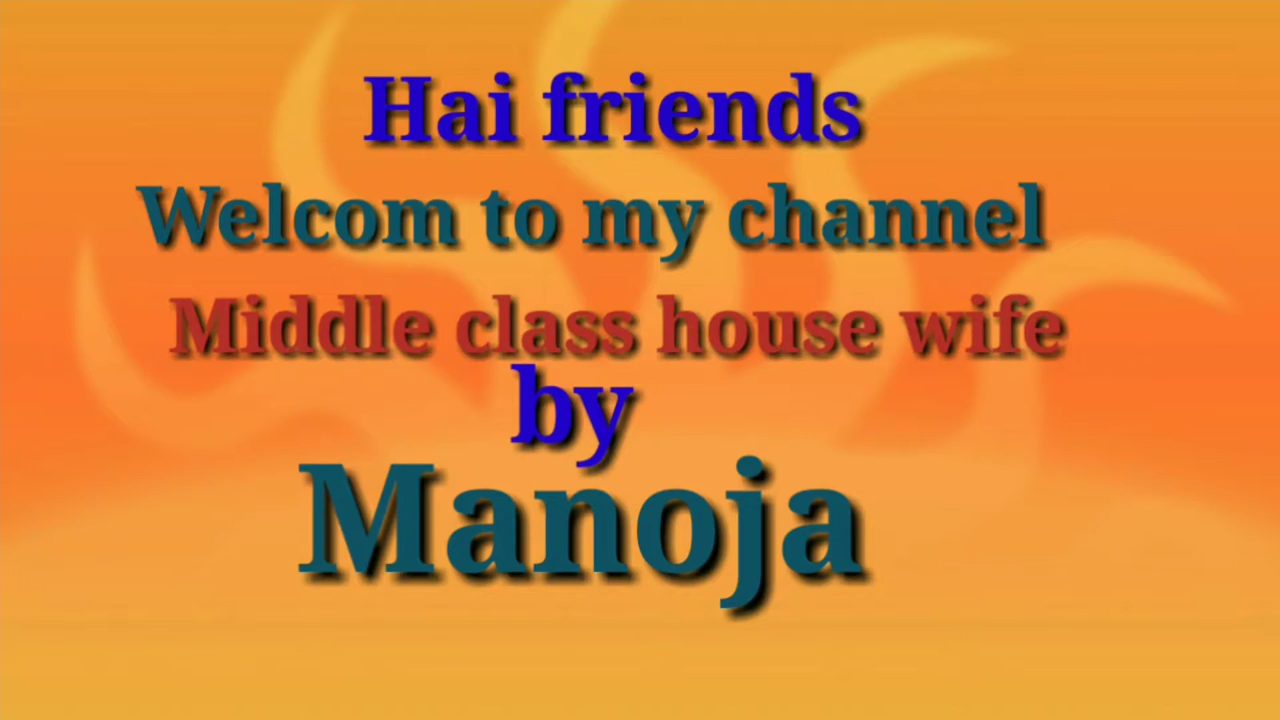 Hai friends
Welcom to my channel
Middle class house wife
by
Manoja